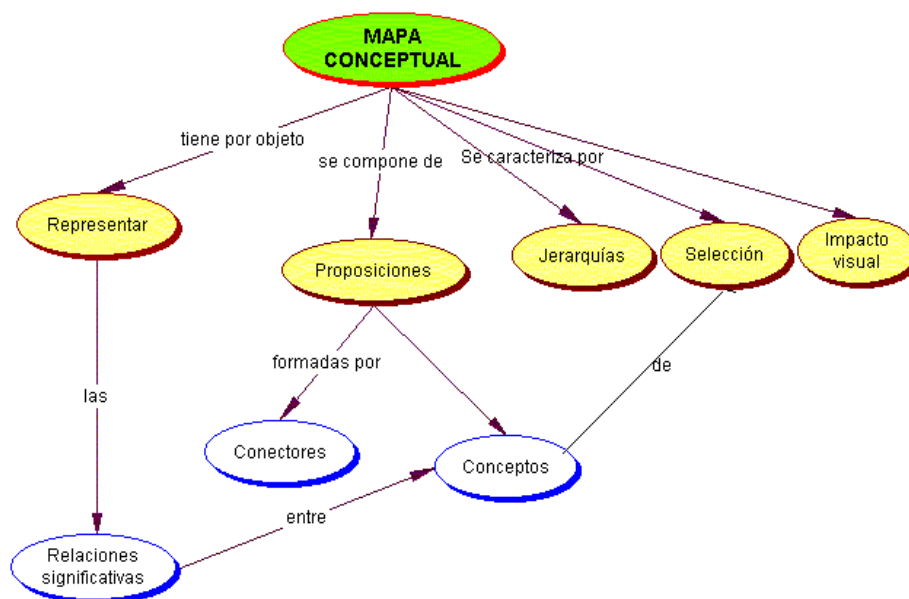 MAPA
CONCEPTUAL
tiene por objeto
se compone de
Se caracteriza por
Representar
Proposiciones
Jerarquías
Selección
Impacto
visual
formadas por
de
las
Conectores
Conceptos
entre
Relaciones
significativas